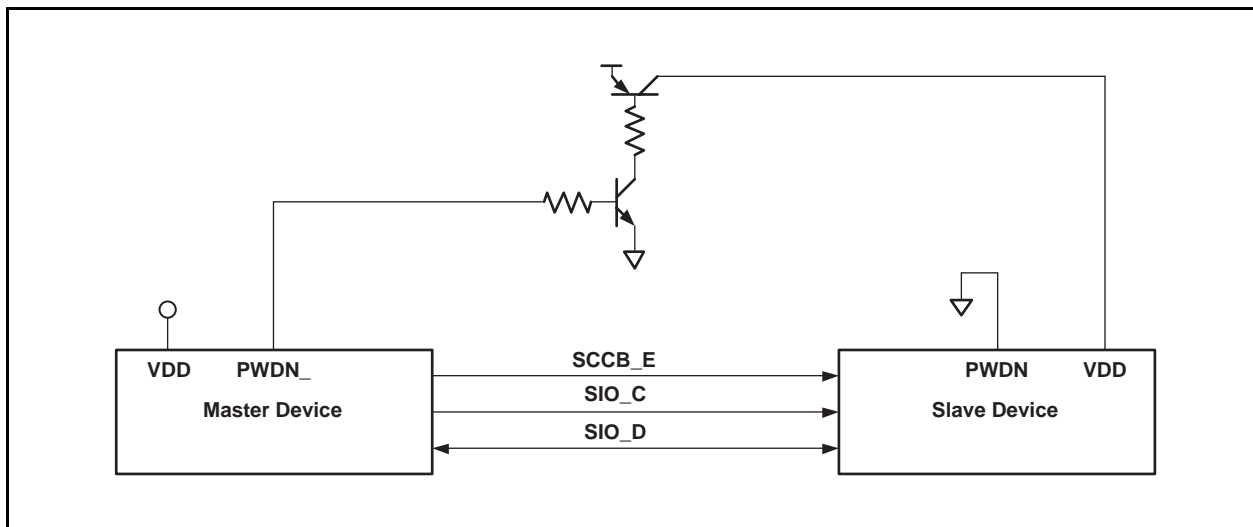 VDD PWDN_
Master Device
SCCB_E
SIO_C
SIO_D
PWDN VDD
Slave Device